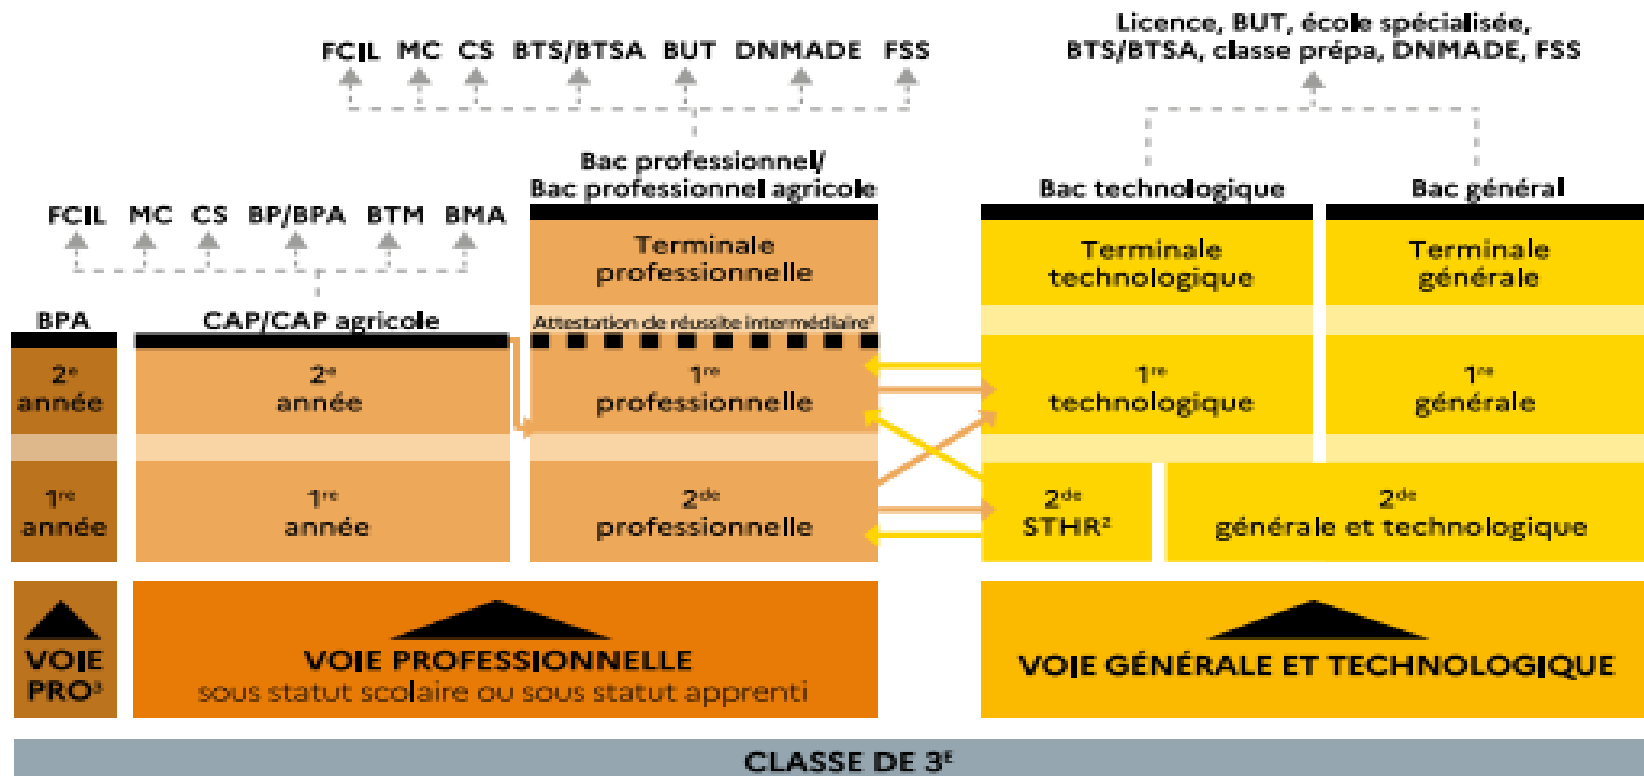 Licence, BUT, école spécialisée,
BTS/BTSA, classe prépa, DNMADE, FSS
FCIL MC CS BTS/BTSA BUT DNMADE FSS
Bac professionnel/
Bac professionnel agricole
Bac technologique
Bac général
FCIL MC CS BP/BPA BTM BMA
Terminale
professionnelle
Terminale
technologique
Terminale
générale
BPA
CAP/CAP agricole
Attestation de réussite intermédiaire¹
2ᵉ
année
2ᵉ
année
1ʳᵉ
professionnelle
1ʳᵉ
technologique
1ʳᵉ
générale
1ʳᵉ
année
1ʳᵉ
année
2ᵈᵉ
professionnelle
2ᵈᵉ
STHR²
2ᵈᵉ
générale et technologique
VOIE
PRO³
VOIE PROFESSIONNELLE
sous statut scolaire ou sous statut apprenti
VOIE GÉNÉRALE ET TECHNOLOGIQUE
CLASSE DE 3ᴱ